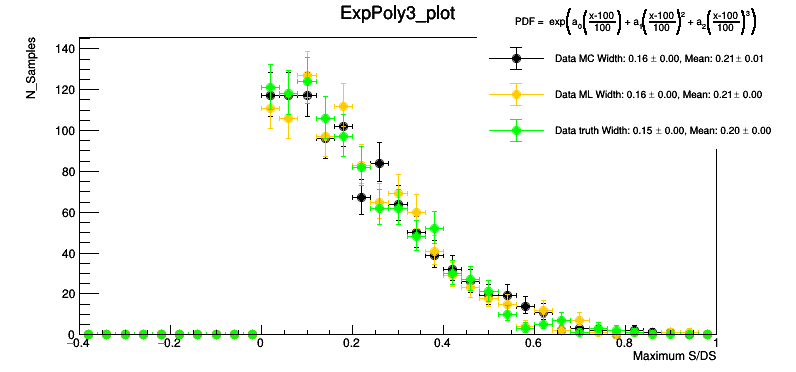 ExpPoly3_plot
PDF = exp(a0(x-100/100) + a1(x-100/100)^2 + a2(x-100/100)^3)
Data MC Width: 0.16 ± 0.00, Mean: 0.21 ± 0.01
Data ML Width: 0.16 ± 0.00, Mean: 0.21 ± 0.00
Data truth Width: 0.15 ± 0.00, Mean: 0.20 ± 0.00
N_Samples
140
120
100
80
60
40
20
0
−0.4 −0.2 0 0.2 0.4 0.6 0.8 1
Maximum S/DS